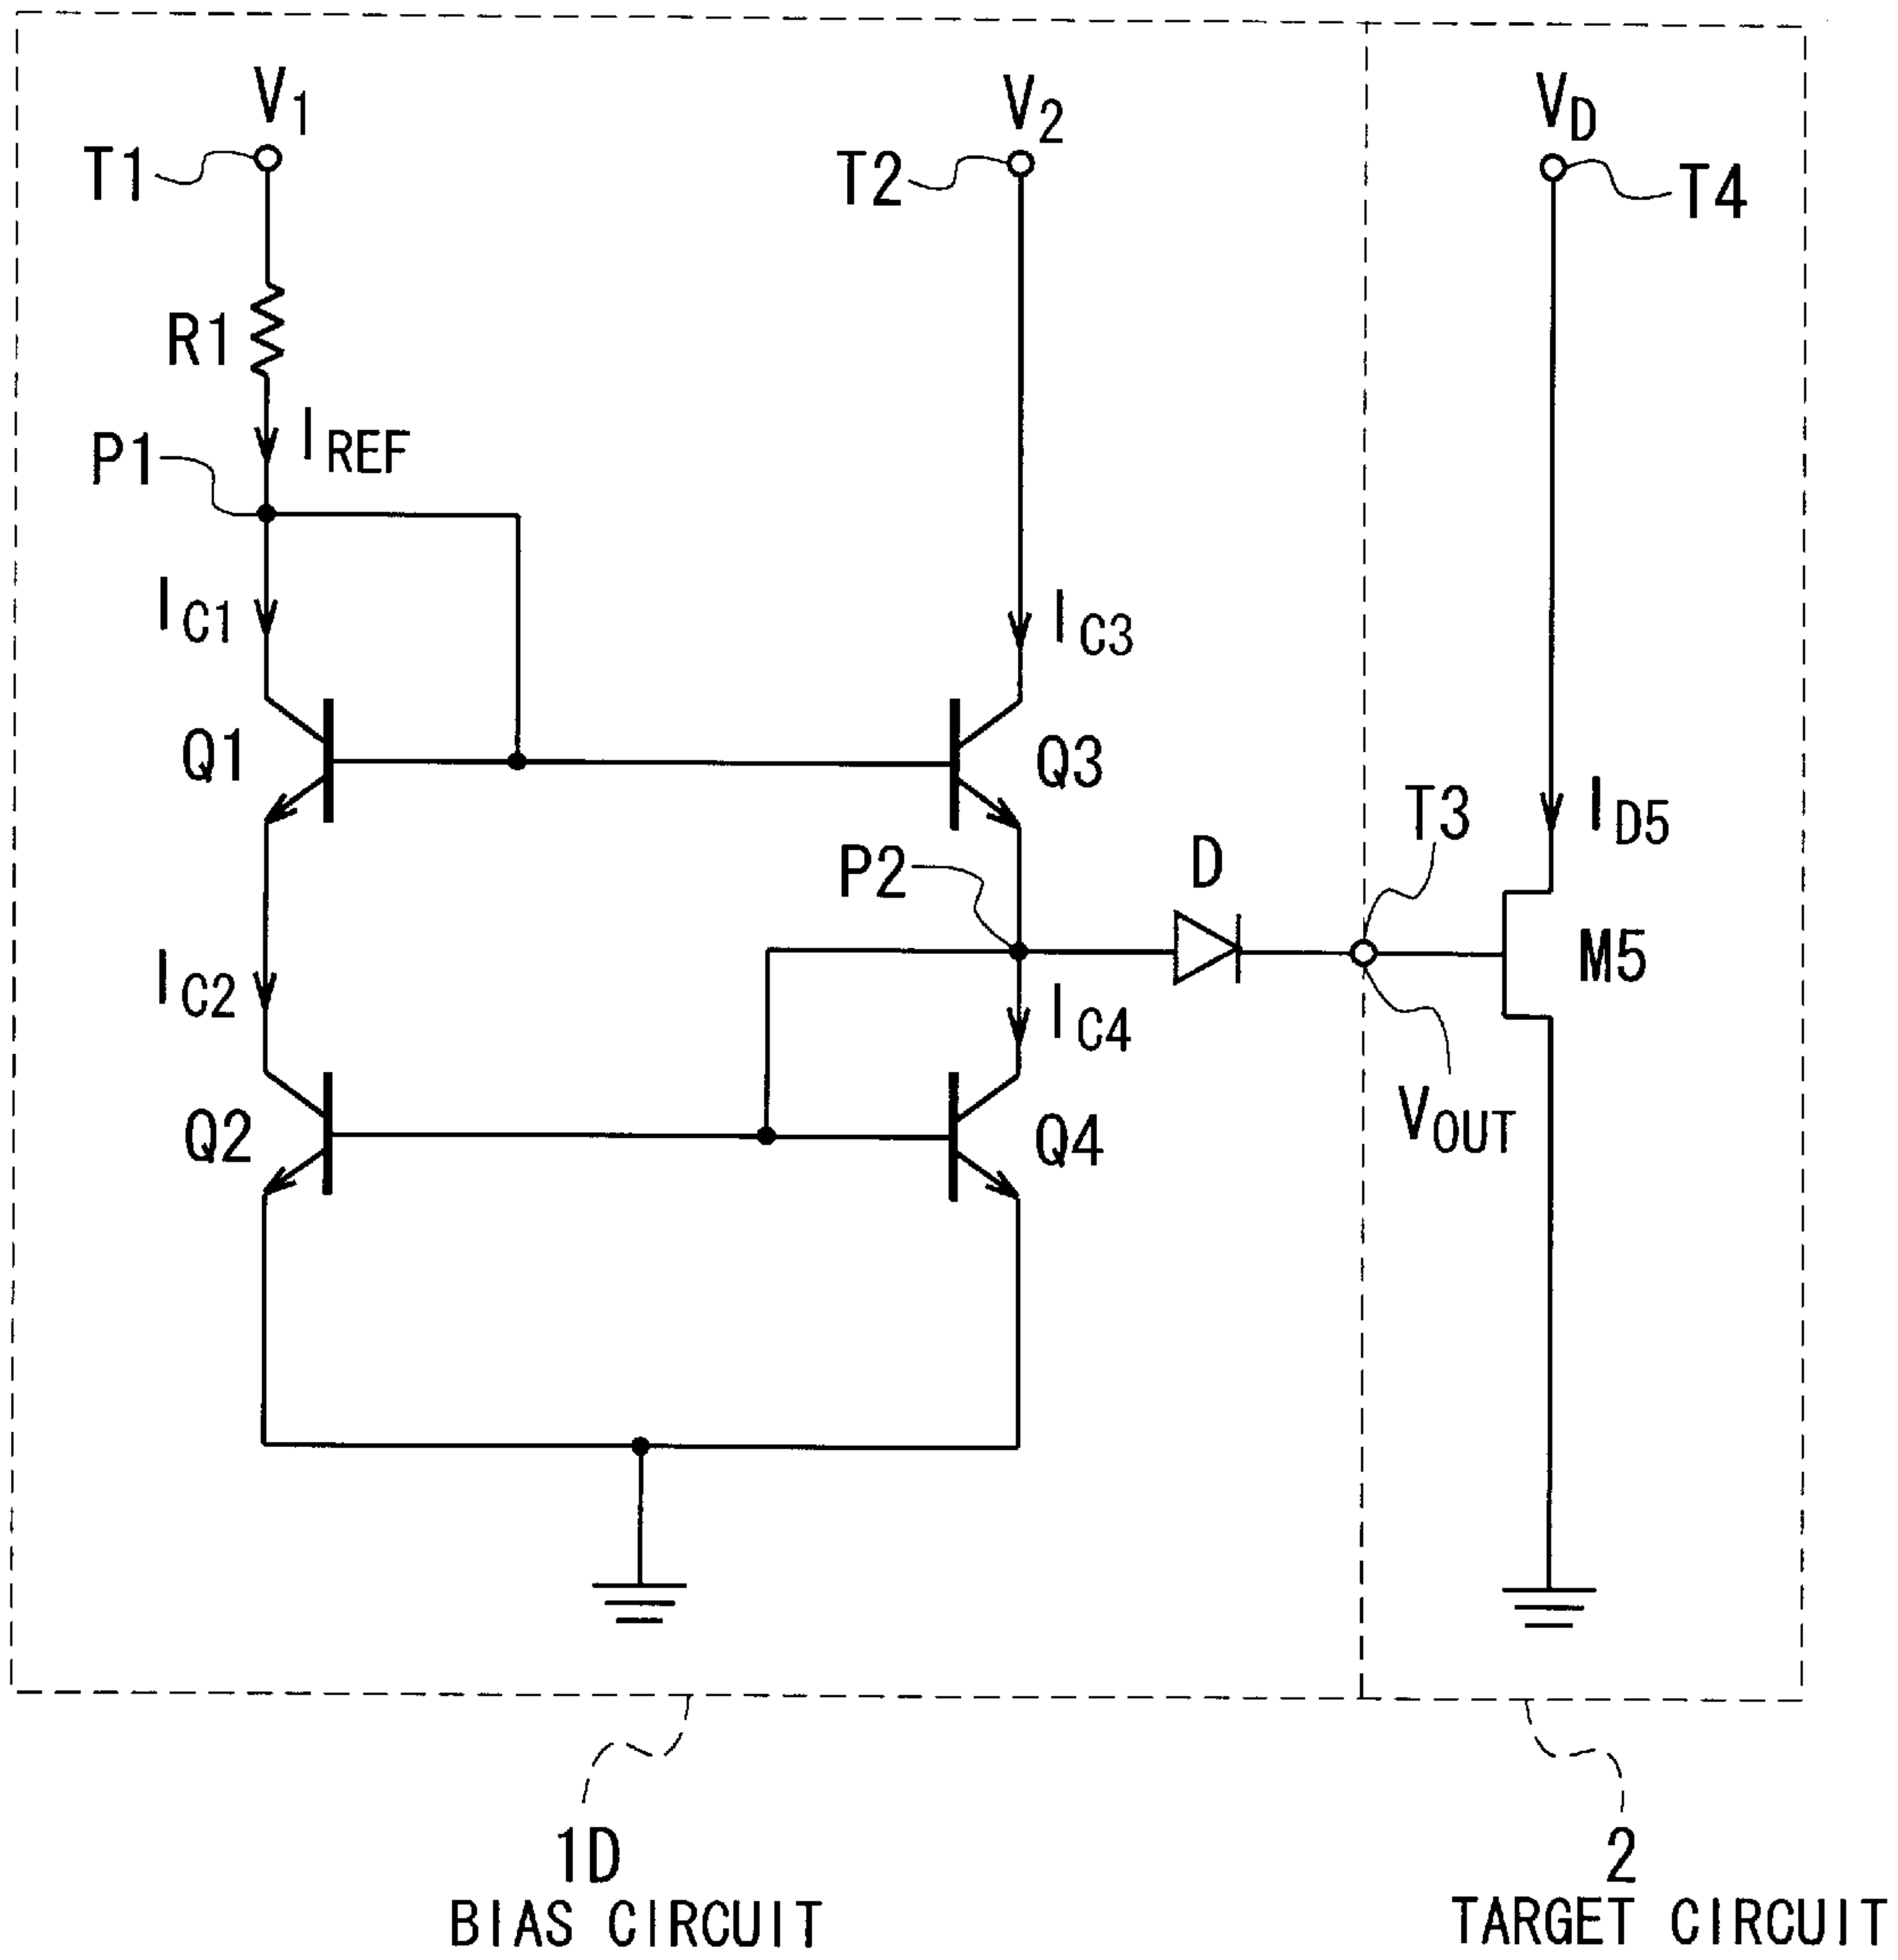 V1
V2
VD
T1
T2
T4
R1
IREF
P1
IC1
IC3
Q1
Q3
T3
ID5
P2
D
M5
IC2
IC4
VOUT
Q2
Q4
1D
BIAS CIRCUIT
2
TARGET CIRCUIT